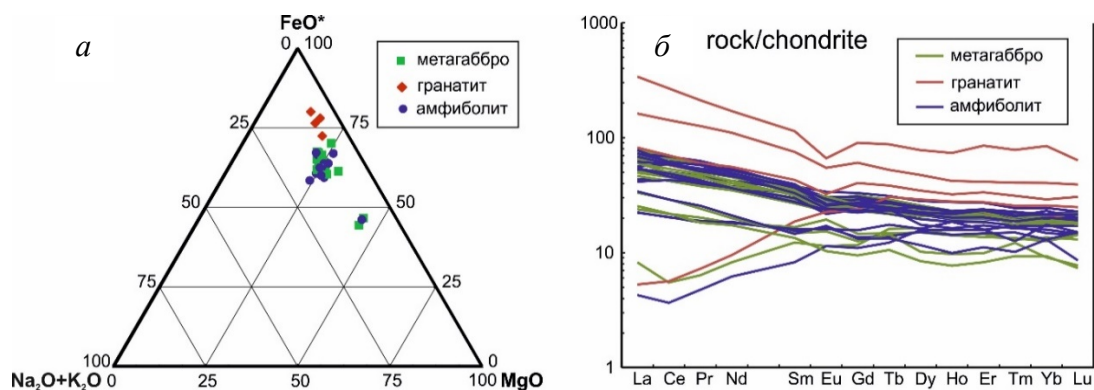 а
FeO*
0 100
метагаббро
гранатит
амфиболит
25 75
50 50
75 25
100 0
Na₂O+K₂O 0 25 50 75 100 MgO
б
rock/chondrite
метагаббро
гранатит
амфиболит
1000
100
10
1
La Ce Pr Nd Sm Eu Gd Tb Dy Ho Er Tm Yb Lu